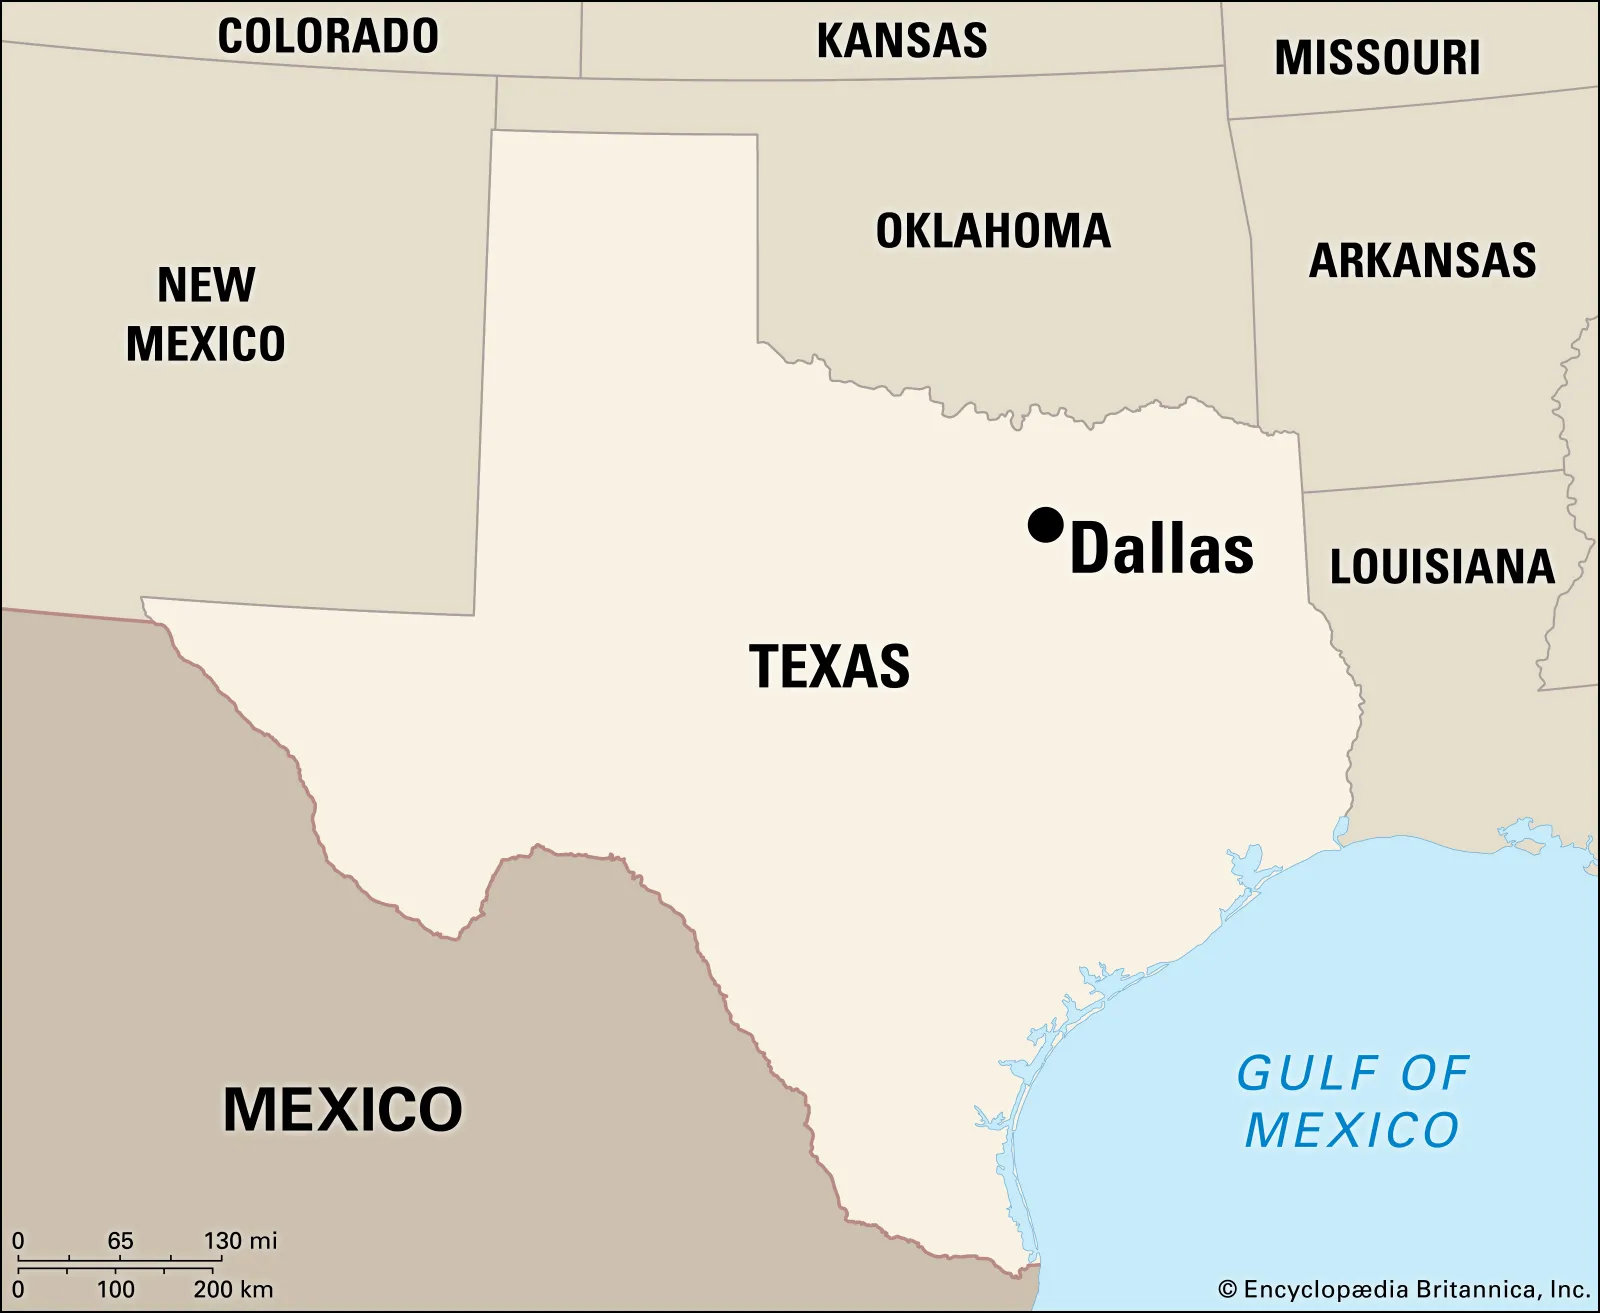 COLORADO
KANSAS
MISSOURI
OKLAHOMA
ARKANSAS
NEW
MEXICO
Dallas
LOUISIANA
TEXAS
GULF OF
MEXICO
MEXICO
0 65 130 mi
0 100 200 km
© Encyclopædia Britannica, Inc.